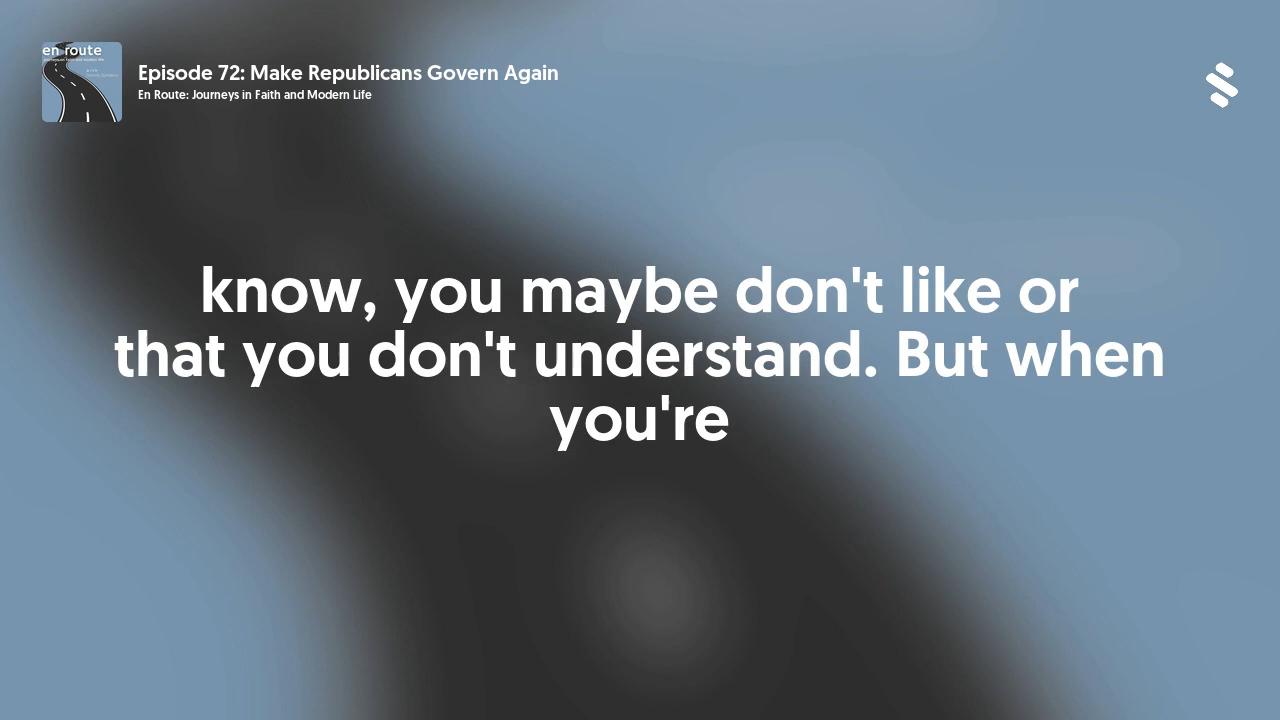 en route
Episode 72: Make Republicans Govern Again
En Route: Journeys in Faith and Modern Life
know, you maybe don't like or
that you don't understand. But when
you're